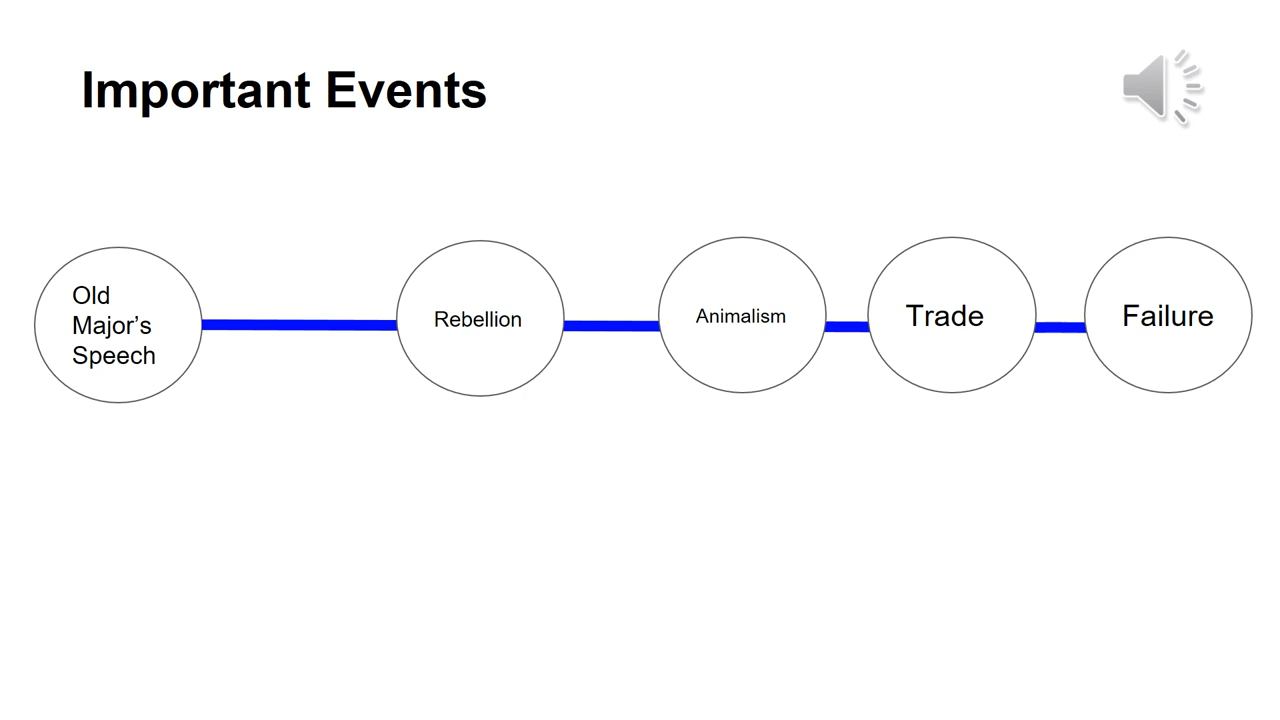 Important Events
Old
Major’s
Speech
Rebellion
Animalism
Trade
Failure